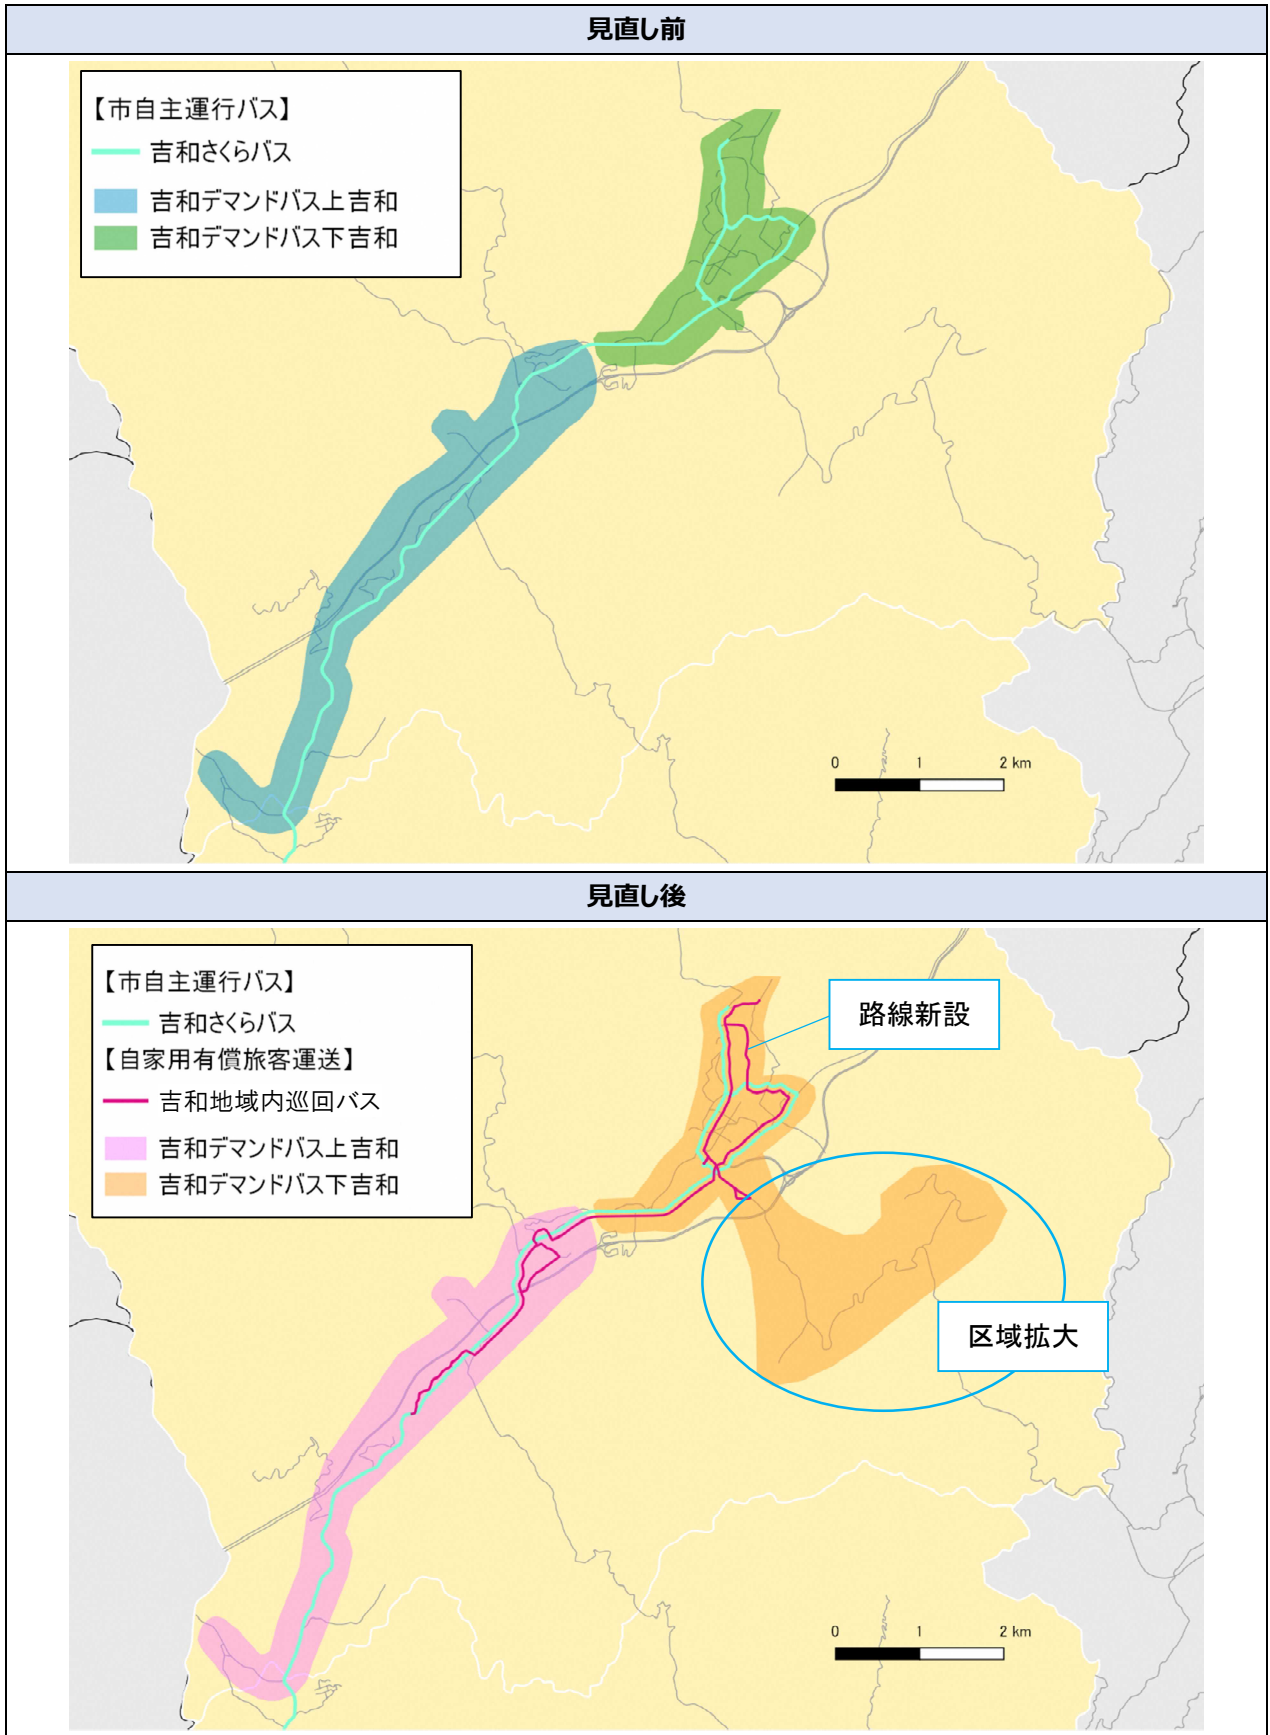 見直し前
【市自主運行バス】
吉和さくらバス
吉和デマンドバス上吉和
吉和デマンドバス下吉和
0 1 2 km
見直し後
【市自主運行バス】
吉和さくらバス
【自家用有償旅客運送】
吉和地域内巡回バス
吉和デマンドバス上吉和
吉和デマンドバス下吉和
路線新設
区域拡大
0 1 2 km